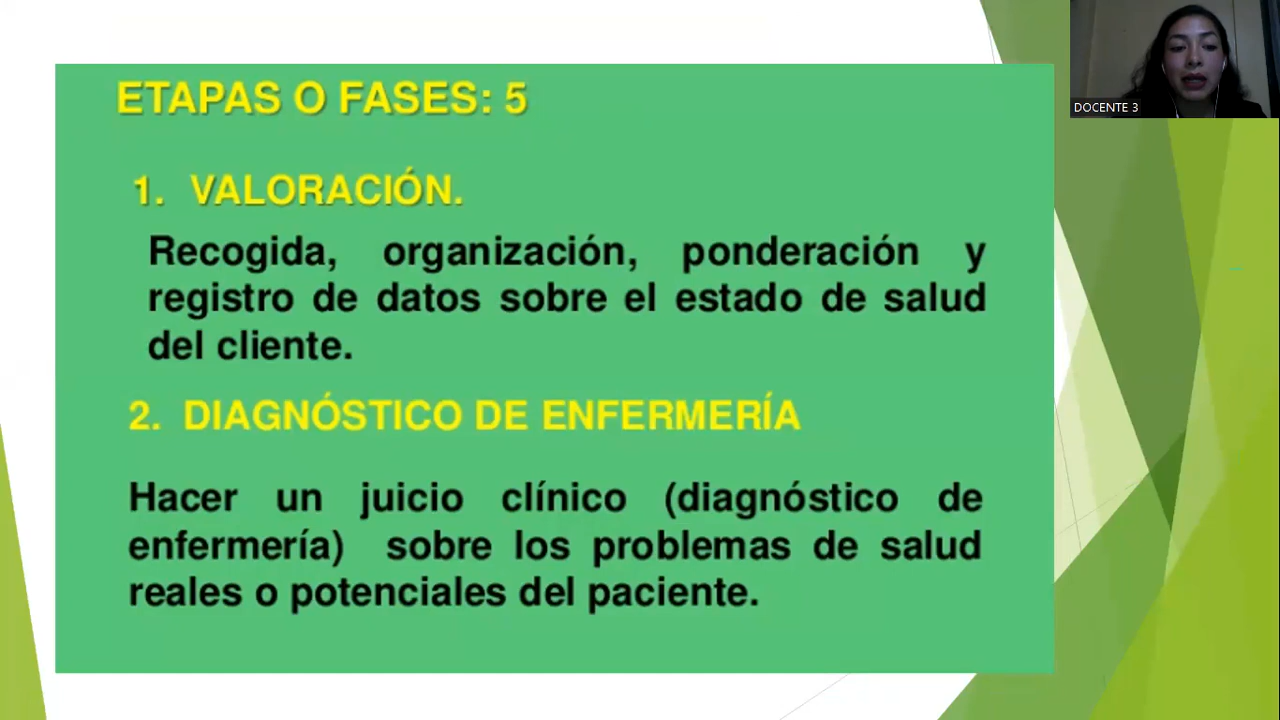 ETAPAS O FASES: 5
1. VALORACIÓN.
Recogida, organización, ponderación y
registro de datos sobre el estado de salud
del cliente.
2. DIAGNÓSTICO DE ENFERMERÍA
Hacer un juicio clínico (diagnóstico de
enfermería) sobre los problemas de salud
reales o potenciales del paciente.
DOCENTE 3